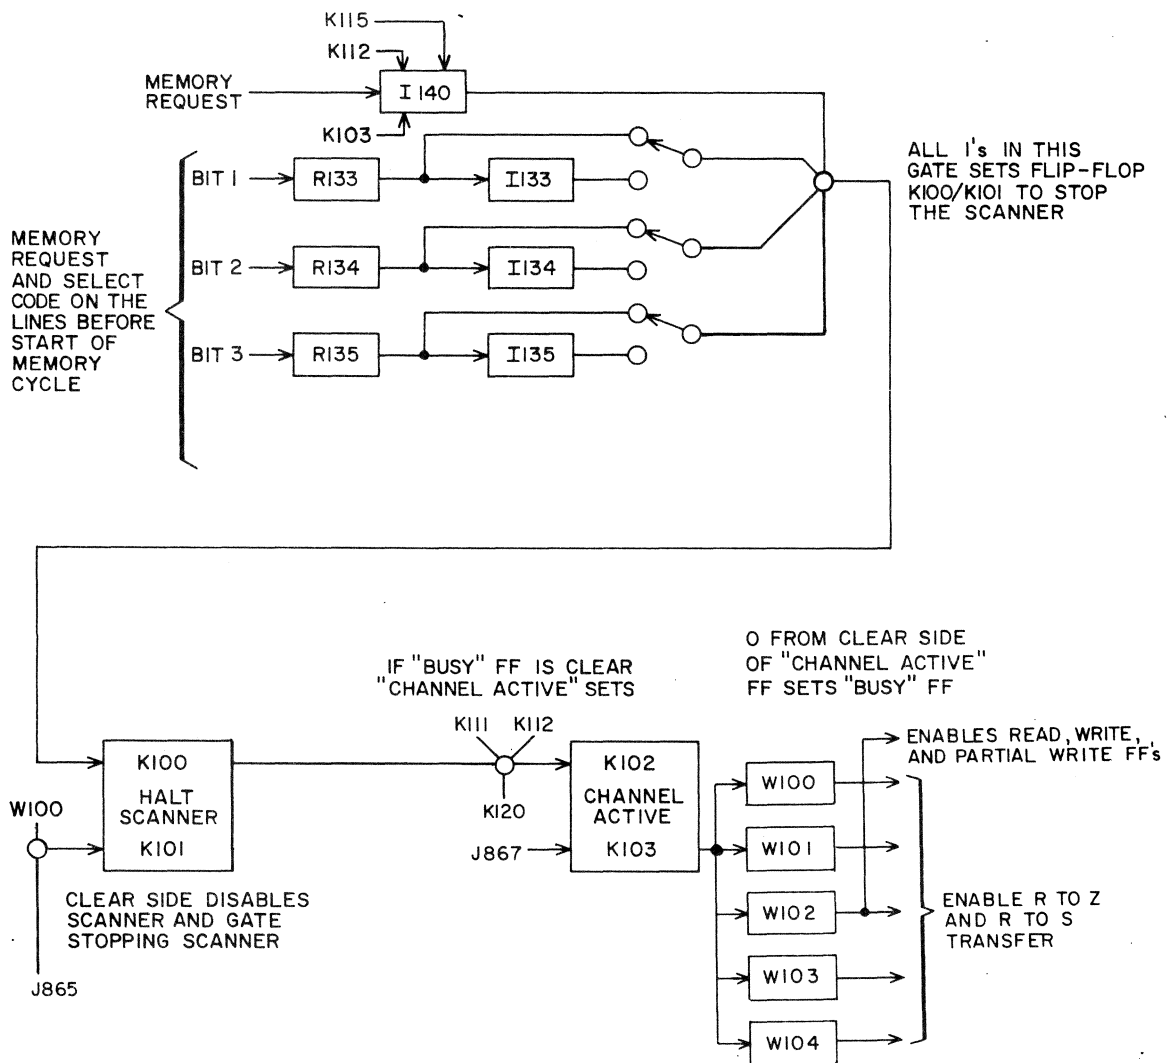 K115
K112
MEMORY
REQUEST
I 140
K103
BIT 1
R133
I133
BIT 2
R134
I134
BIT 3
R135
I135
MEMORY
REQUEST
AND SELECT
CODE ON THE
LINES BEFORE
START OF
MEMORY
CYCLE
ALL I's IN THIS
GATE SETS FLIP-FLOP
K100/K101 TO STOP
THE SCANNER
O FROM CLEAR SIDE
OF "CHANNEL ACTIVE"
FF SETS "BUSY" FF
IF "BUSY" FF IS CLEAR
"CHANNEL ACTIVE" SETS
K111
K112
K120
K100
HALT
SCANNER
K101
W100
J865
CLEAR SIDE DISABLES
SCANNER AND GATE
STOPPING SCANNER
K102
CHANNEL
ACTIVE
K103
J867
W100
W101
W102
W103
W104
ENABLES READ, WRITE,
AND PARTIAL WRITE FF's
ENABLE R TO Z
AND R TO S
TRANSFER